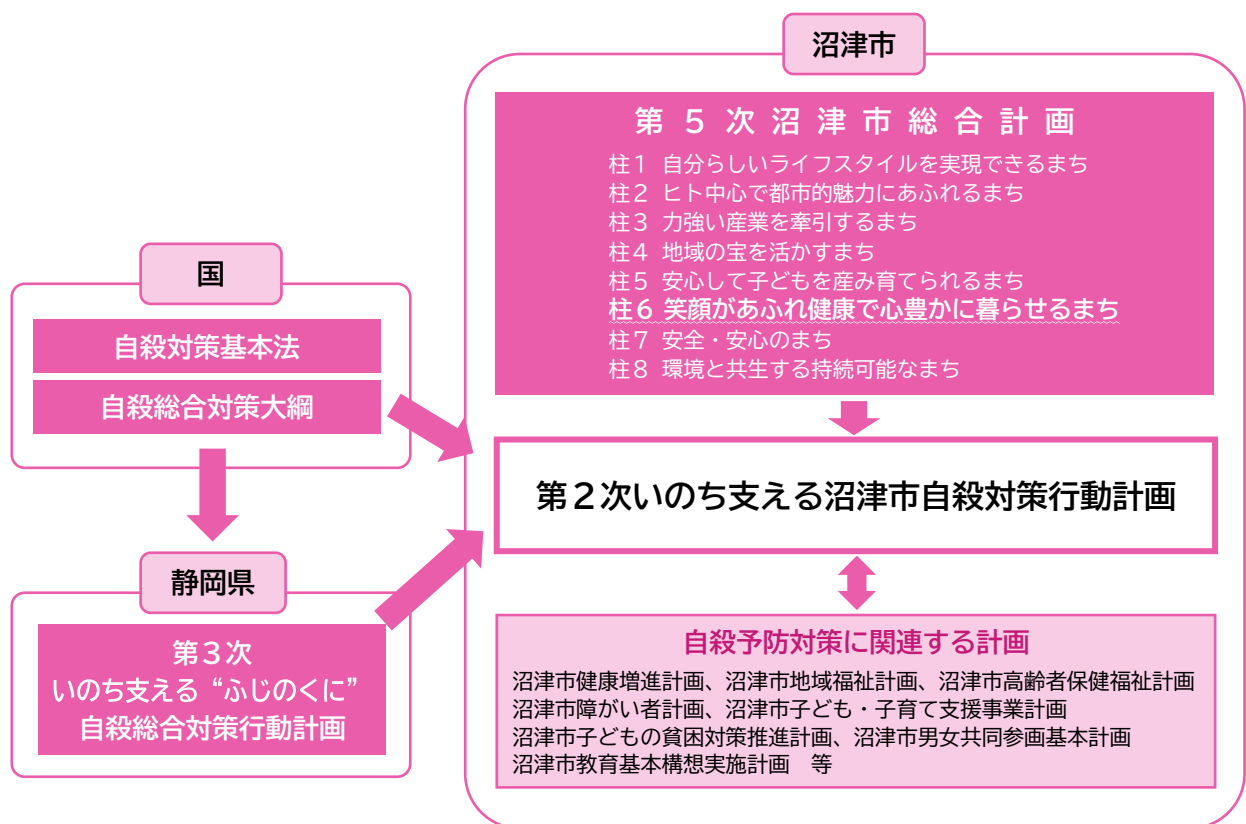 沼津市
第５次沼津市総合計画
柱１ 自分らしいライフスタイルを実現できるまち
柱２ ヒト中心で都市的魅力にあふれるまち
柱３ 力強い産業を牽引するまち
柱４ 地域の宝を活かすまち
柱５ 安心して子どもを産み育てられるまち
柱６ 笑顔があふれ健康で心豊かに暮らせるまち
柱７ 安全・安心のまち
柱８ 環境と共生する持続可能なまち
国
自殺対策基本法
自殺総合対策大綱
第２次いのち支える沼津市自殺対策行動計画
静岡県
第３次
いのち支える“ふじのくに”
自殺総合対策行動計画
自殺予防対策に関連する計画
沼津市健康増進計画、沼津市地域福祉計画、沼津市高齢者保健福祉計画
沼津市障がい者計画、沼津市子ども・子育て支援事業計画
沼津市子どもの貧困対策推進計画、沼津市男女共同参画基本計画
沼津市教育基本構想実施計画　等